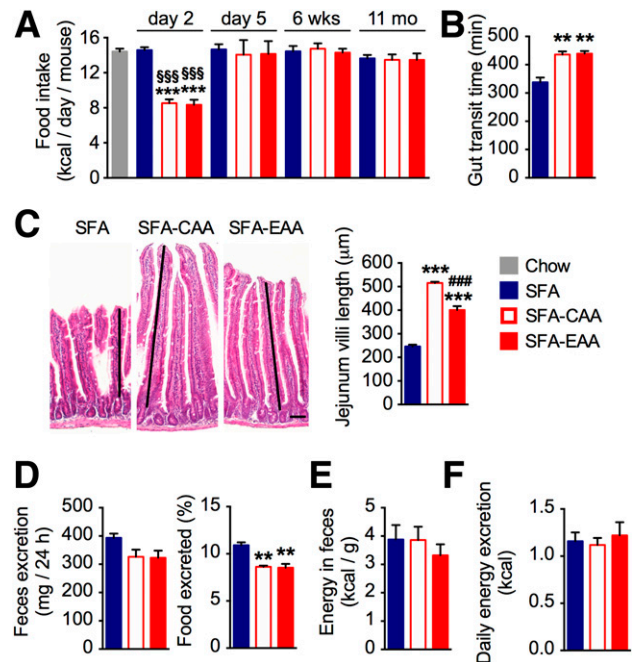 A
day 2 day 5 6 wks 11 mo
Food intake
(kcal / day / mouse)
16
12
8
4
0
§§§ §§§
*** ***
B
Gut transit time (min)
500
400
300
200
100
0
** **
C
SFA SFA-CAA SFA-EAA
Jejunum villi length (μm)
600
500
400
300
200
100
0
***
###
***
Chow
SFA
SFA-CAA
SFA-EAA
D
Feces excretion
(mg / 24 h)
500
400
300
200
100
0
Food excreted (%)
15
10
5
0
** **
E
Energy in feces
(kcal / g)
5
4
3
2
1
0
F
Daily energy excretion
(kcal)
1.5
1.0
0.5
0.0